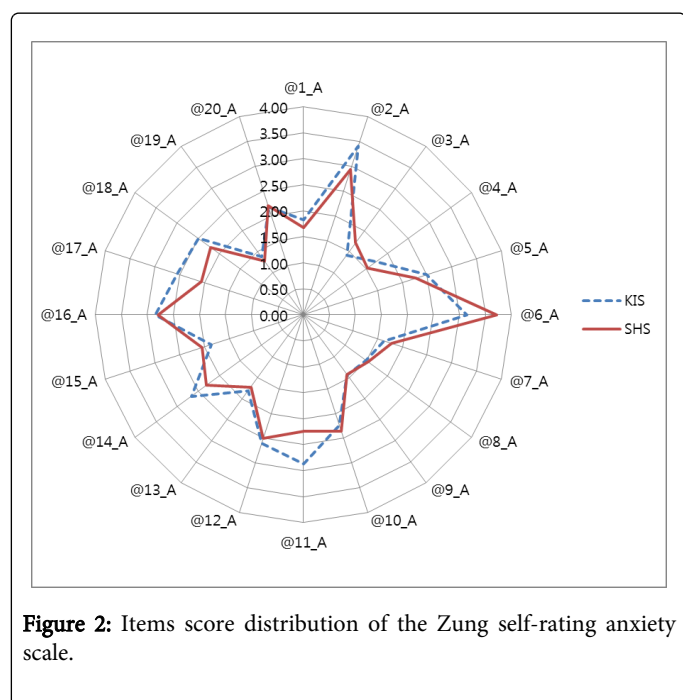 @1_A
@20_A 4.00 @2_A
@19_A 3.50 @3_A
3.00
@18_A 2.50 @4_A
2.00
@17_A 1.50 @5_A
1.00
0.50
@16_A 0.00 @6_A
KIS
SHS
@15_A @7_A
@14_A @8_A
@13_A @9_A
@12_A @10_A
@11_A
Figure 2: Items score distribution of the Zung self-rating anxiety
scale.